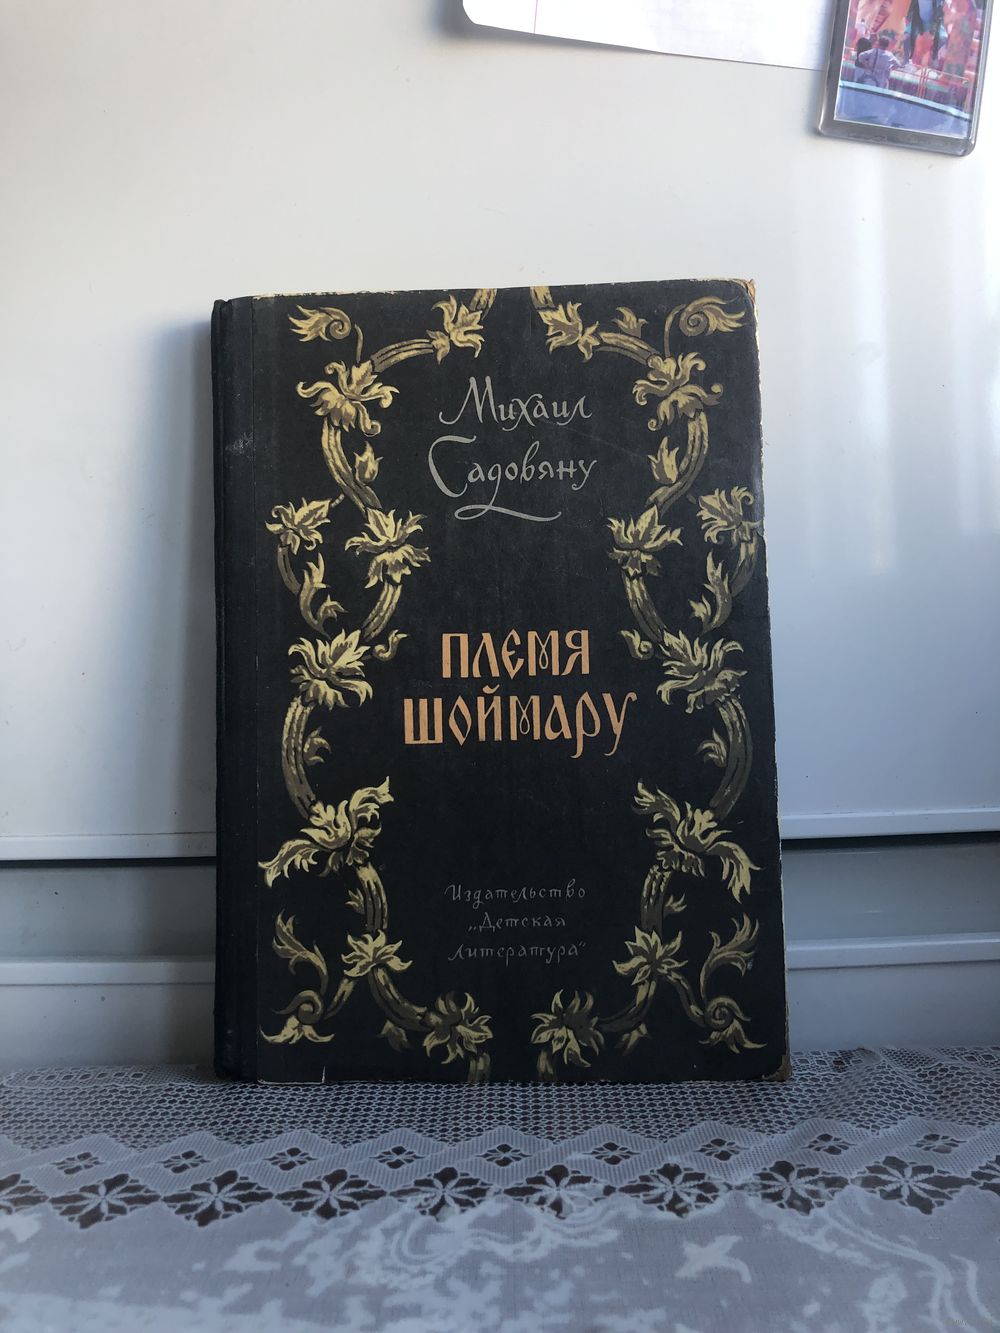 Михаил
Садовяну
ПЛЕМЯ
ШОЙМАРУ
Издательство
„Детская
литература“